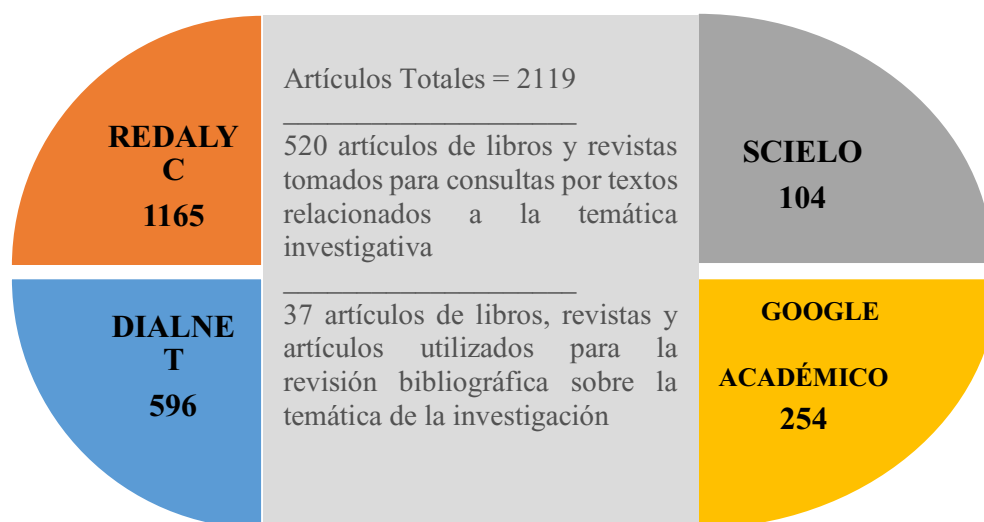 REDALY
C
1165
DIALNE
T
596
Artículos Totales = 2119
_____________________
520 artículos de libros y revistas
tomados para consultas por textos
relacionados a la temática
investigativa
_____________________
37 artículos de libros, revistas y
artículos utilizados para la
revisión bibliográfica sobre la
temática de la investigación
SCIELO
104
GOOGLE
ACADÉMICO
254